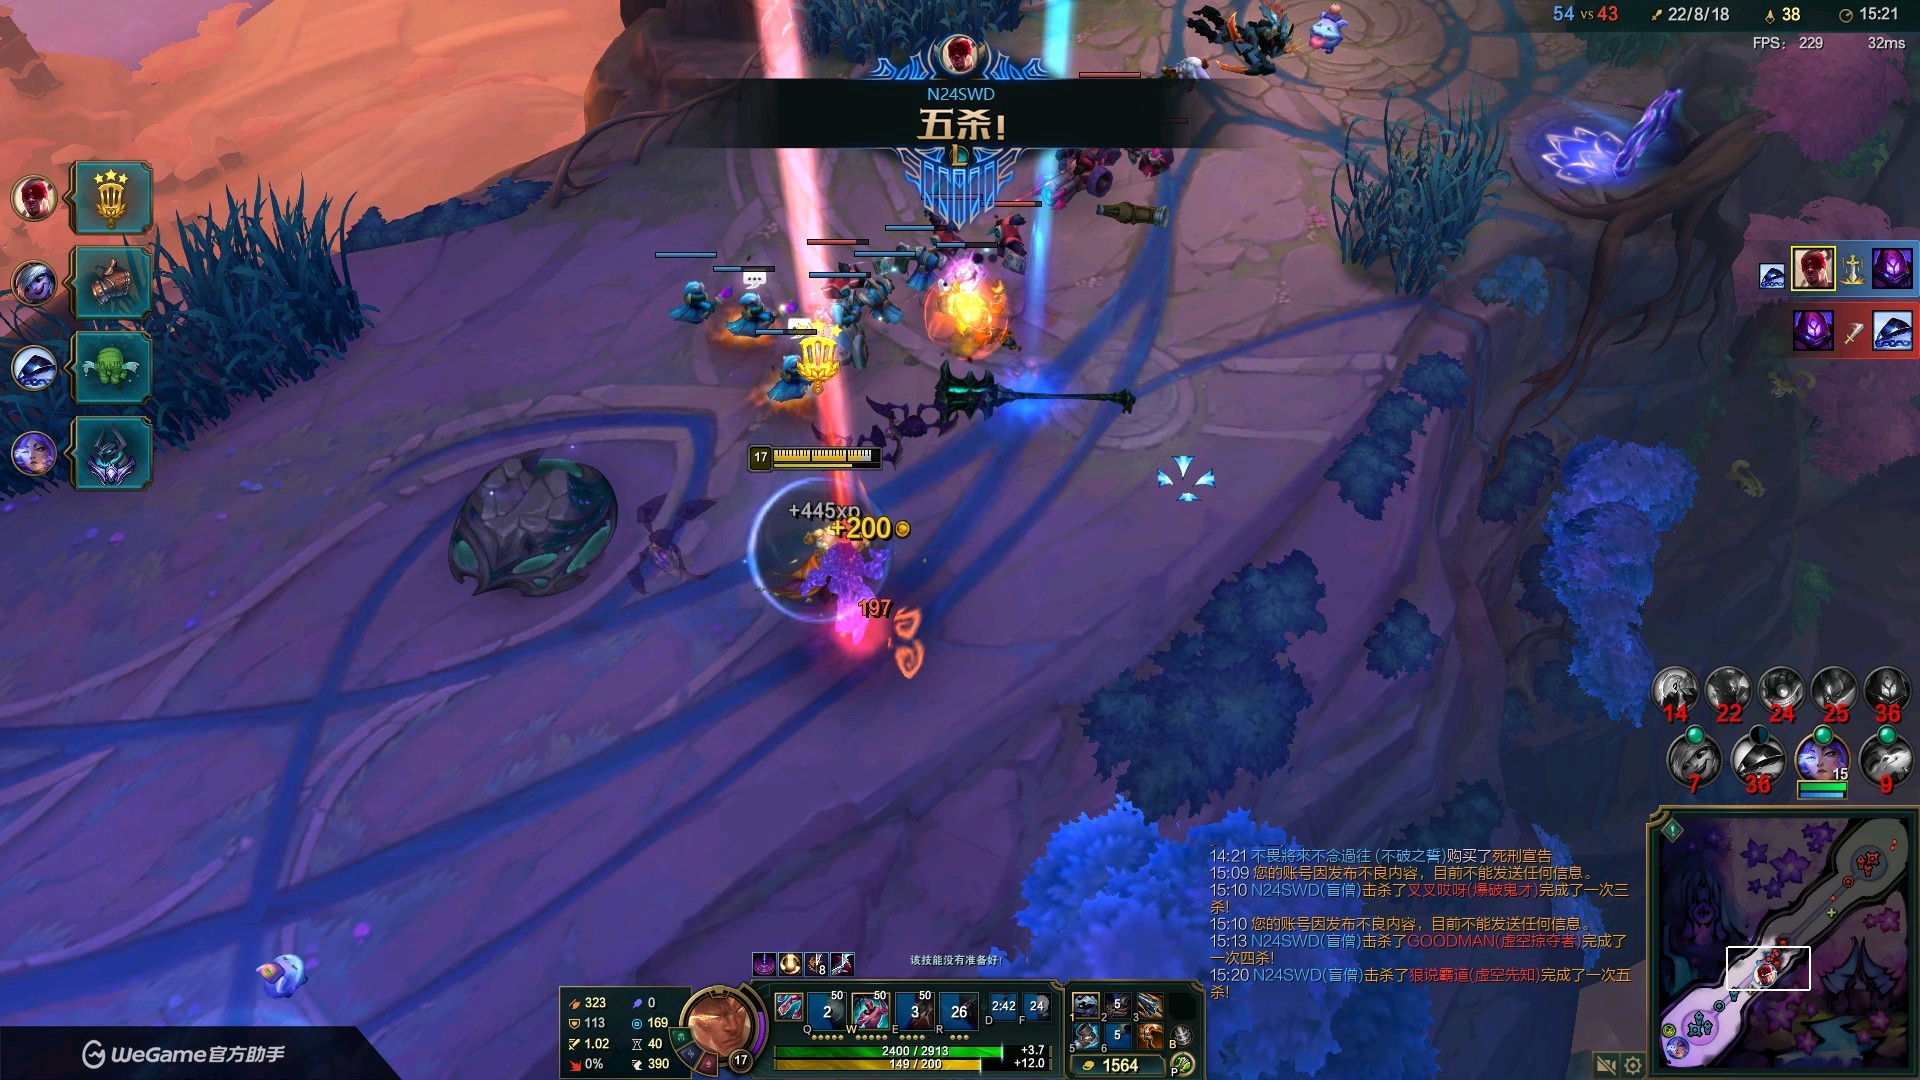 54 vs 43 22/8/18 38 15:21
FPS: 229 32ms
N24SWD
五杀!
17
+445xp
+200
197
14 22 24 25 36
15
7 36 9
14:21 不畏將來不念過往 (不破之誓)购买了死刑宣告
15:09 您的账号因发布不良内容，目前不能发送任何信息。
15:10 N24SWD(盲僧)击杀了叉叉哎呀(爆破鬼才)完成了一次三
杀!
15:10 您的账号因发布不良内容，目前不能发送任何信息。
15:13 N24SWD(盲僧)击杀了GOODMAN(虚空掠夺者)完成了
一次四杀!
15:20 N24SWD(盲僧)击杀了狼说霸道(虚空先知)完成了一次五
杀!
该技能没有准备好!
8
323 0
113 169
1.02 40
0% 390
17
50 50 50
2 3 26 2:42 24
Q W E R D F
2400 / 2913 +3.7
149 / 200 +12.0
1 2 3 5
5 6 5 B
1564 P
WeGame官方助手